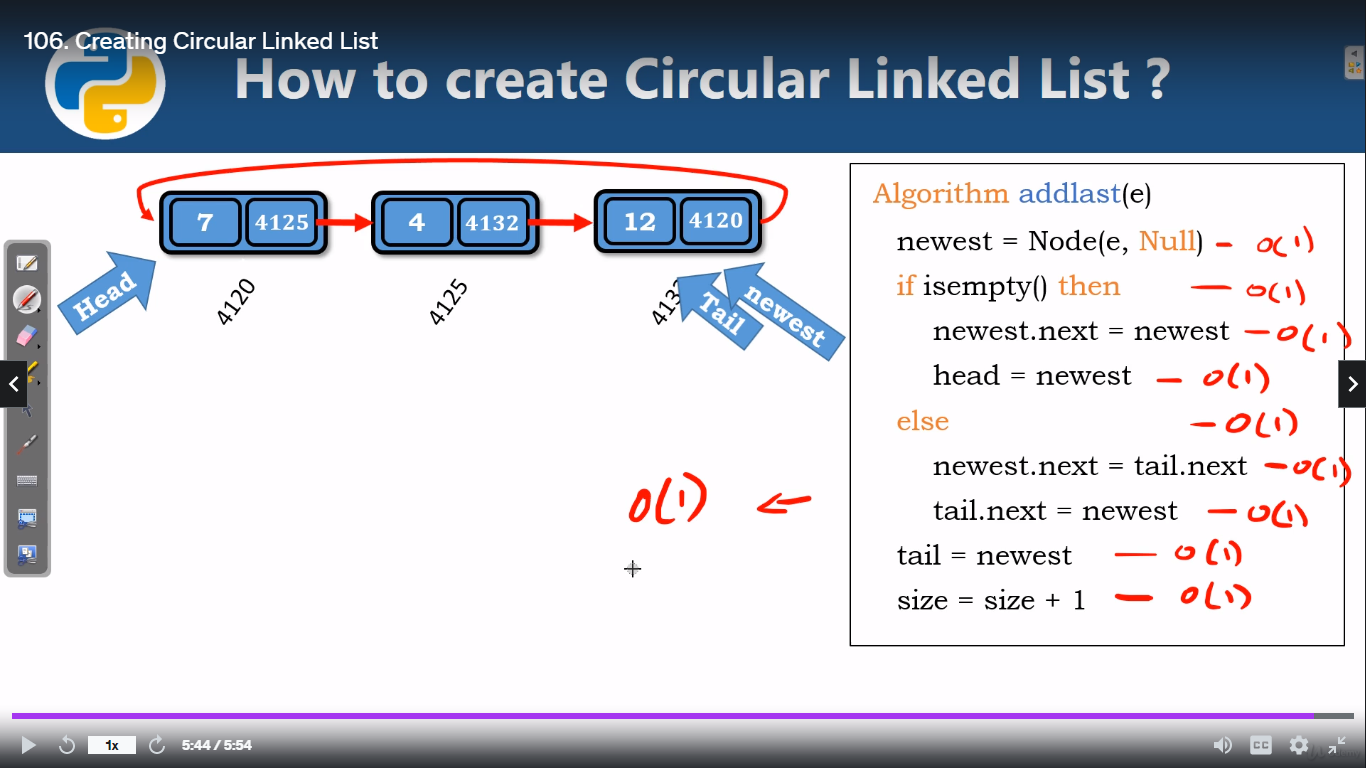 106. Creating Circular Linked List
How to create Circular Linked List ?
7 4125 4 4132 12 4120
Head
4120
4125
Tail
newest
Algorithm addlast(e)
newest = Node(e, Null) - O(1)
if isempty() then - O(1)
newest.next = newest - O(1)
head = newest - O(1)
else - O(1)
newest.next = tail.next - O(1)
tail.next = newest - O(1)
tail = newest - O(1)
size = size + 1 - O(1)
O(1) ←
1x 5:44 / 5:54 CC